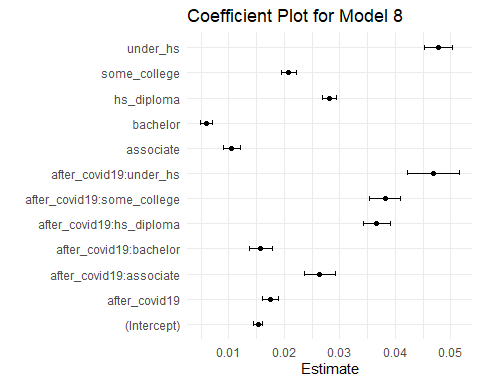 Coefficient Plot for Model 8
under_hs
some_college
hs_diploma
bachelor
associate
after_covid19:under_hs
after_covid19:some_college
after_covid19:hs_diploma
after_covid19:bachelor
after_covid19:associate
after_covid19
(Intercept)
0.01 0.02 0.03 0.04 0.05
Estimate